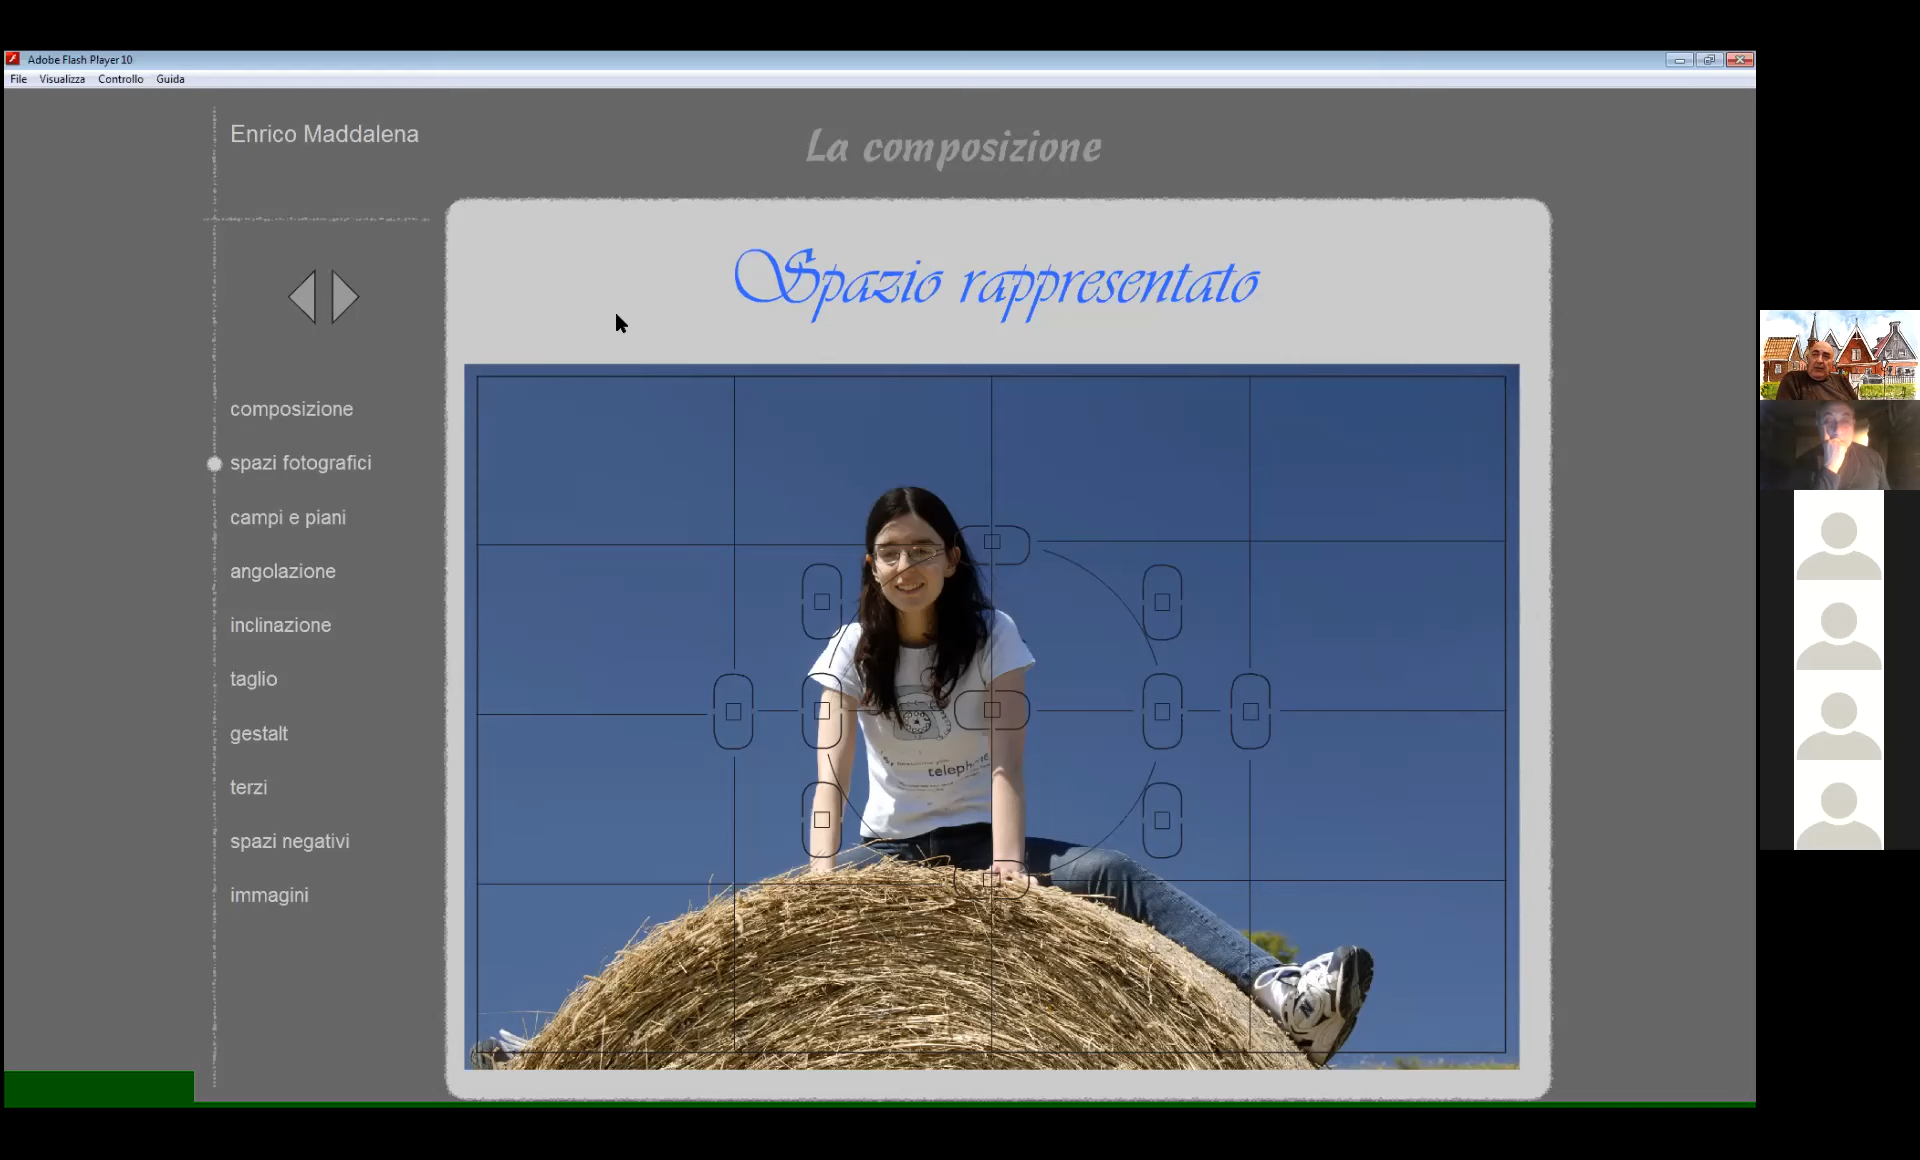 Adobe Flash Player 10
File Visualizza Controllo Guida
Enrico Maddalena
La composizione
Spazio rappresentato
composizione
spazi fotografici
campi e piani
angolazione
inclinazione
taglio
gestalt
terzi
spazi negativi
immagini